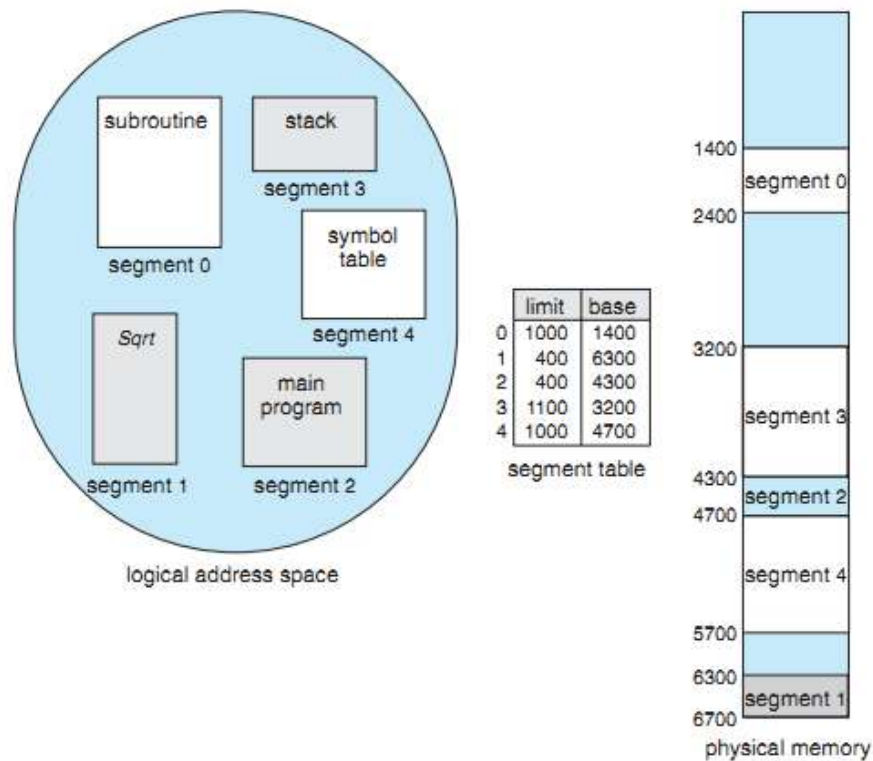 subroutine
segment 0
stack
segment 3
symbol
table
segment 4
Sqrt
segment 1
main
program
segment 2
logical address space
limit base
0 1000 1400
1 400 6300
2 400 4300
3 1100 3200
4 1000 4700
segment table
1400
segment 0
2400
3200
segment 3
4300
segment 2
4700
segment 4
5700
6300
segment 1
6700
physical memory